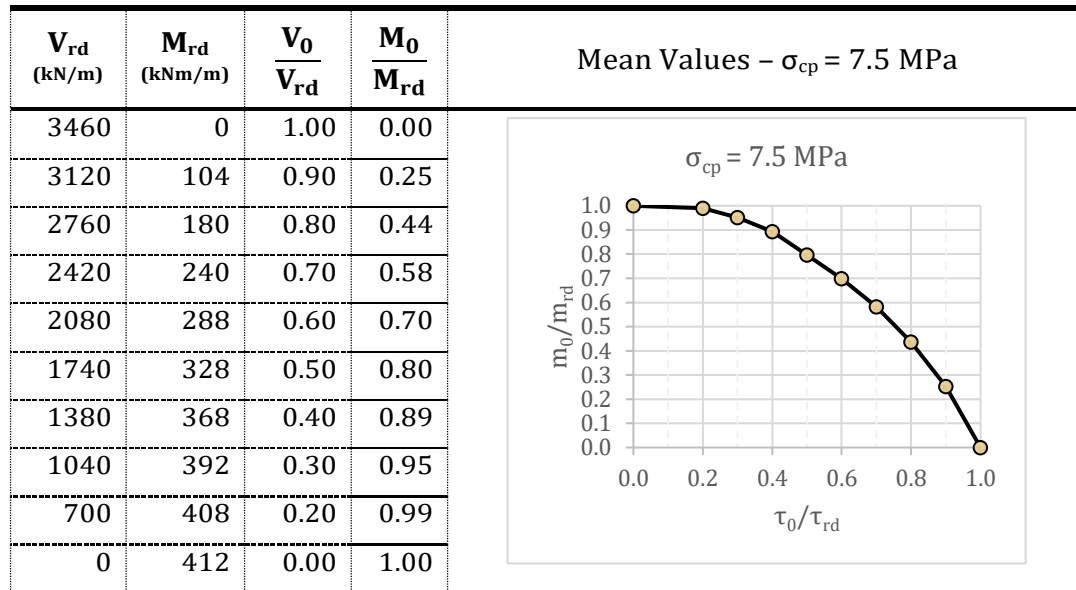 V_rd (kN/m) M_rd (kNm/m) V_0/V_rd M_0/M_rd Mean Values – σ_cp = 7.5 MPa
3460 0 1.00 0.00
3120 104 0.90 0.25
2760 180 0.80 0.44
2420 240 0.70 0.58
2080 288 0.60 0.70
1740 328 0.50 0.80
1380 368 0.40 0.89
1040 392 0.30 0.95
700 408 0.20 0.99
0 412 0.00 1.00
σ_cp = 7.5 MPa
m_0/m_rd
1.0
0.9
0.8
0.7
0.6
0.5
0.4
0.3
0.2
0.1
0.0
0.0 0.2 0.4 0.6 0.8 1.0
τ_0/τ_rd